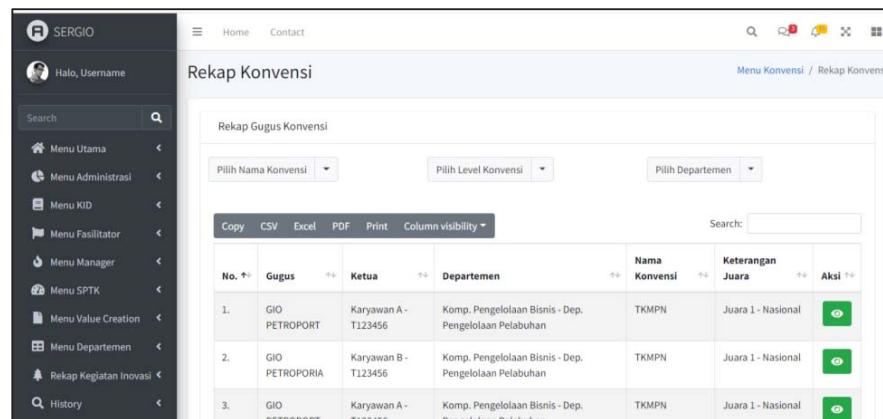 SERGIO
Home Contact
3
Halo, Username
Rekap Konvensi
Menu Konvensi / Rekap Konvens
Search
Rekap Gugus Konvensi
Menu Utama
Menu Administrasi
Menu KID
Menu Fasilitator
Menu Manager
Menu SPTK
Menu Value Creation
Menu Departemen
Rekap Kegiatan Inovasi
History
Pilih Nama Konvensi
Pilih Level Konvensi
Pilih Departemen
Copy CSV Excel PDF Print Column visibility
Search:
No. Gugus Ketua Departemen Nama Konvensi Keterangan Juara Aksi
1. GIO PETROPORT Karyawan A - T123456 Komp. Pengelolaan Bisnis - Dep. Pengelolaan Pelabuhan TKMPN Juara 1 - Nasional
2. GIO PETROPORIA Karyawan B - T123456 Komp. Pengelolaan Bisnis - Dep. Pengelolaan Pelabuhan TKMPN Juara 1 - Nasional
3. GIO Karyawan A - Komp. Pengelolaan Bisnis - Dep. TKMPN Juara 1 - Nasional